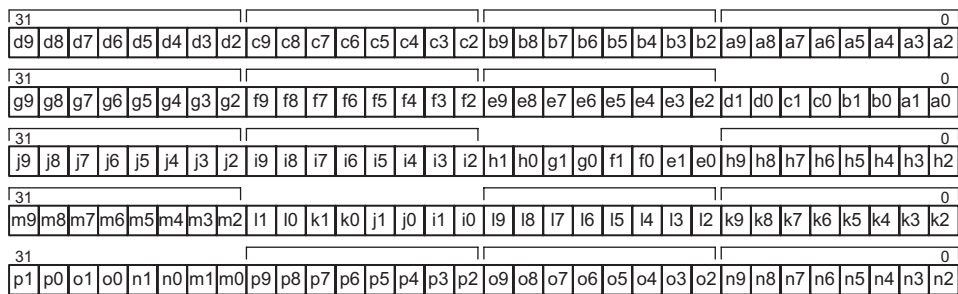 31 0
d9 d8 d7 d6 d5 d4 d3 d2 c9 c8 c7 c6 c5 c4 c3 c2 b9 b8 b7 b6 b5 b4 b3 b2 a9 a8 a7 a6 a5 a4 a3 a2
31 0
g9 g8 g7 g6 g5 g4 g3 g2 f9 f8 f7 f6 f5 f4 f3 f2 e9 e8 e7 e6 e5 e4 e3 e2 d1 d0 c1 c0 b1 b0 a1 a0
31 0
j9 j8 j7 j6 j5 j4 j3 j2 i9 i8 i7 i6 i5 i4 i3 i2 h1 h0 g1 g0 f1 f0 e1 e0 h9 h8 h7 h6 h5 h4 h3 h2
31 0
m9 m8 m7 m6 m5 m4 m3 m2 l1 l0 k1 k0 j1 j0 i1 i0 l9 l8 l7 l6 l5 l4 l3 l2 k9 k8 k7 k6 k5 k4 k3 k2
31 0
p1 p0 o1 o0 n1 n0 m1 m0 p9 p8 p7 p6 p5 p4 p3 p2 o9 o8 o7 o6 o5 o4 o3 o2 n9 n8 n7 n6 n5 n4 n3 n2